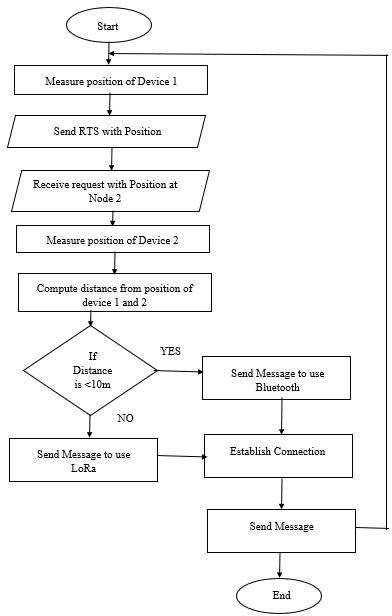 Start
Measure position of Device 1
Send RTS with Position
Receive request with Position at
Node 2
Measure position of Device 2
Compute distance from position of
device 1 and 2
If
Distance
is <10m
YES
Send Message to use
Bluetooth
NO
Send Message to use
LoRa
Establish Connection
Send Message
End